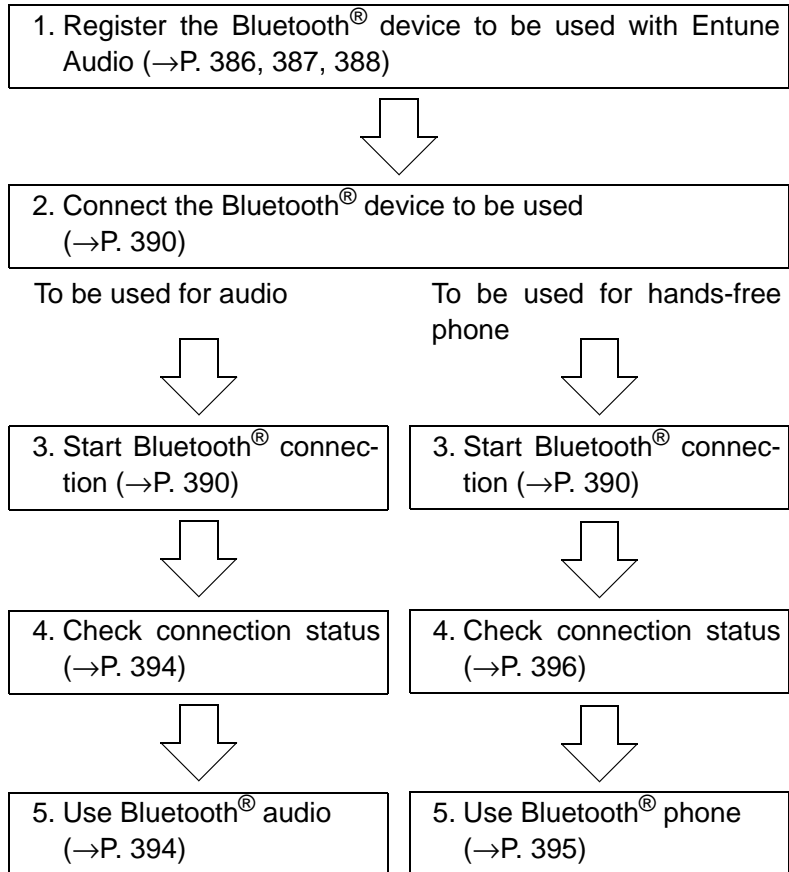 1. Register the Bluetooth® device to be used with Entune
Audio (→P. 386, 387, 388)
2. Connect the Bluetooth® device to be used
(→P. 390)
To be used for audio
To be used for hands-free
phone
3. Start Bluetooth® connec-
tion (→P. 390)
3. Start Bluetooth® connec-
tion (→P. 390)
4. Check connection status
(→P. 394)
4. Check connection status
(→P. 396)
5. Use Bluetooth® audio
(→P. 394)
5. Use Bluetooth® phone
(→P. 395)